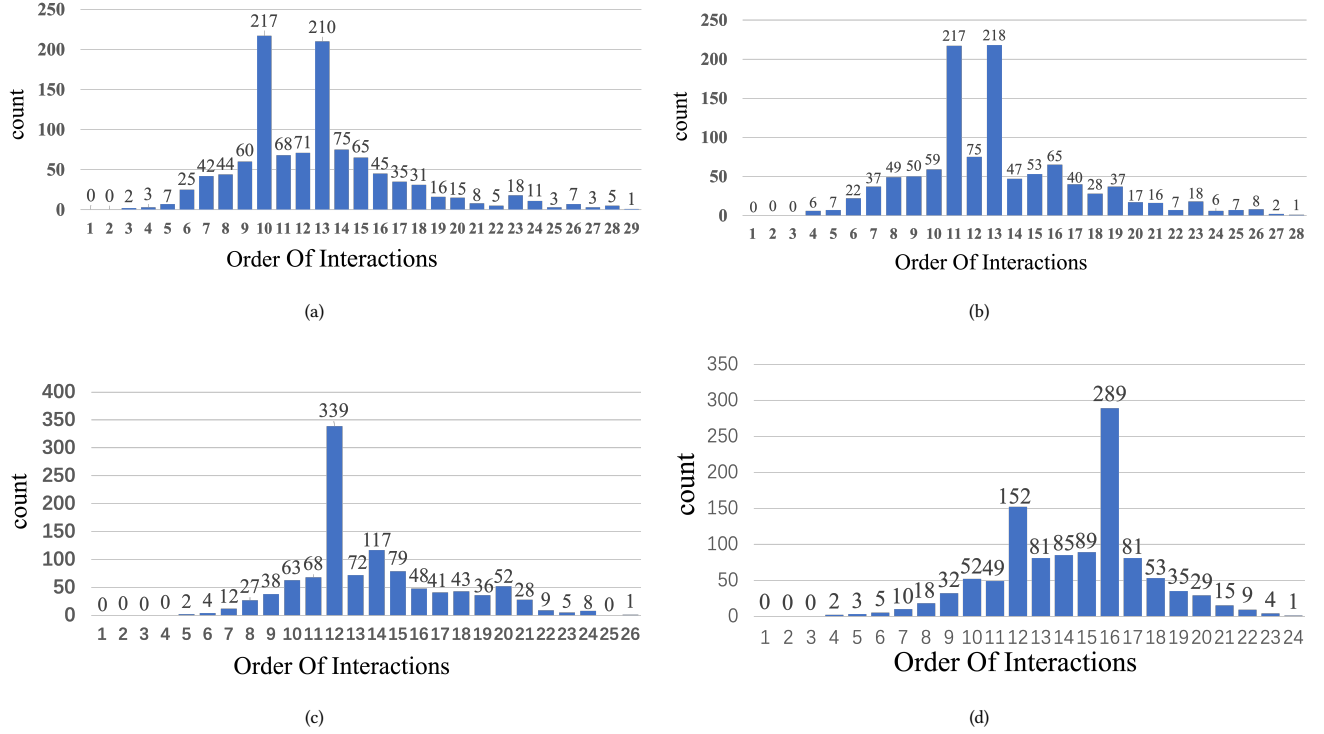 250
200
150
100
50
0
count
0 0 2 3 7 25 42 44 60 217 68 71 210 75 65 45 35 31 16 15 8 5 18 11 3 7 3 5 1
1 2 3 4 5 6 7 8 9 10 11 12 13 14 15 16 17 18 19 20 21 22 23 24 25 26 27 28 29
Order Of Interactions
(a)
250
200
150
100
50
0
count
0 0 0 6 7 22 37 49 50 59 217 75 218 47 53 65 40 28 37 17 16 7 18 6 7 8 2 1
1 2 3 4 5 6 7 8 9 10 11 12 13 14 15 16 17 18 19 20 21 22 23 24 25 26 27 28
Order Of Interactions
(b)
400
350
300
250
200
150
100
50
0
count
0 0 0 0 2 4 12 27 38 63 68 339 72 117 79 48 41 43 36 52 28 9 5 8 0 1
1 2 3 4 5 6 7 8 9 10 11 12 13 14 15 16 17 18 19 20 21 22 23 24 25 26
Order Of Interactions
(c)
350
300
250
200
150
100
50
0
count
0 0 0 2 3 5 10 18 32 52 49 152 81 85 89 289 81 53 35 29 15 9 4 1
1 2 3 4 5 6 7 8 9 10 11 12 13 14 15 16 17 18 19 20 21 22 23 24
Order Of Interactions
(d)